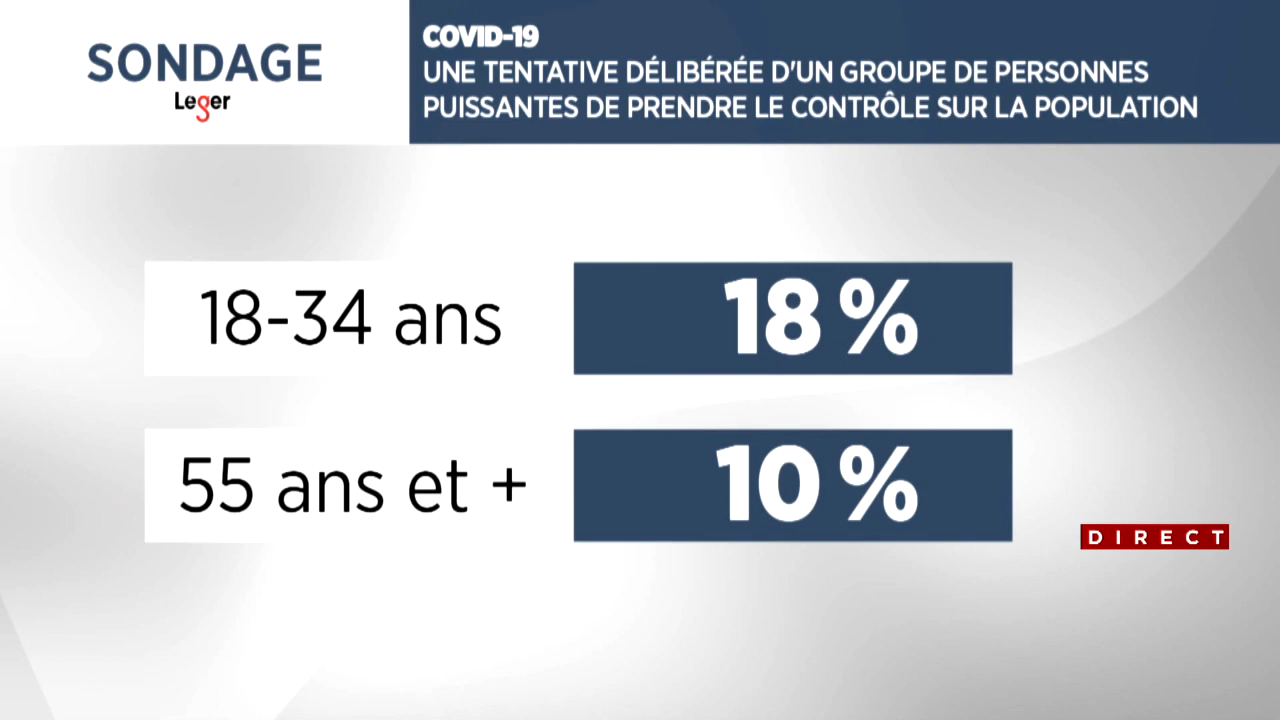 SONDAGE
Leger
COVID-19
UNE TENTATIVE DÉLIBÉRÉE D'UN GROUPE DE PERSONNES
PUISSANTES DE PRENDRE LE CONTRÔLE SUR LA POPULATION
18-34 ans
18 %
55 ans et +
10 %
DIRECT